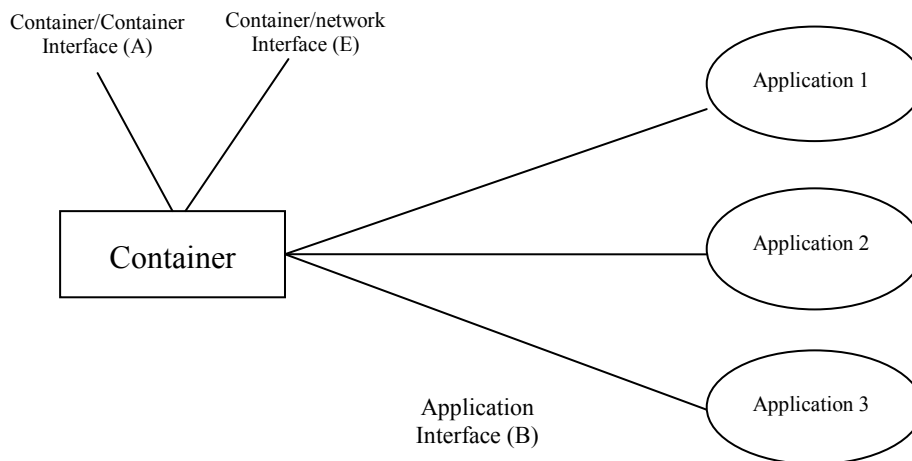 Container/Container
Interface (A)
Container/network
Interface (E)
Application 1
Container
Application 2
Application 3
Application
Interface (B)